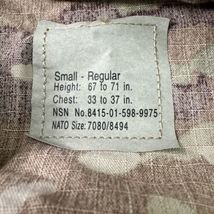 Small - Regular
Height: 67 to 71 in.
Chest: 33 to 37 in.
NSN No.8415-01-598-9975
NATO Size: 7080/8494